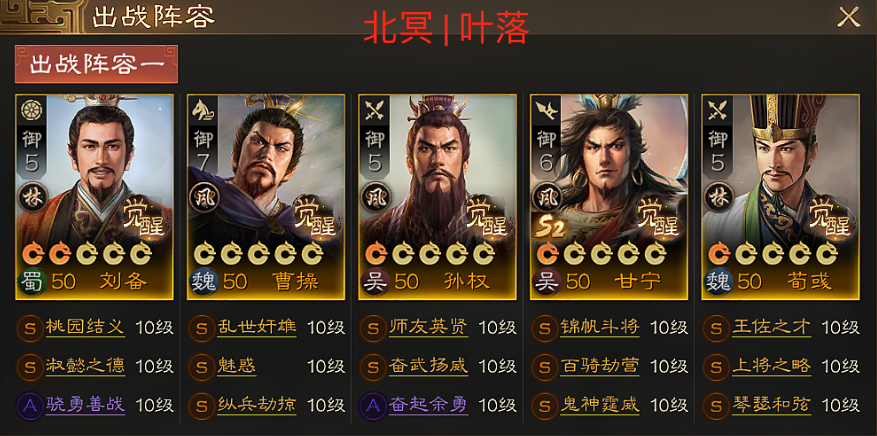 出战阵容
北冥|叶落
出战阵容一
御 5 林 觉醒 蜀 50 刘备
御 7 风 觉醒 魏 50 曹操
御 5 风 觉醒 吴 50 孙权
御 6 风 S2 觉醒 吴 50 甘宁
御 5 林 觉醒 魏 50 荀彧
S 桃园结义 10级 S 乱世奸雄 10级 S 师友英贤 10级 S 锦帆斗将 10级 S 王佐之才 10级
S 淑懿之德 10级 S 魅惑 10级 S 奋武扬威 10级 S 百骑劫营 10级 S 上将之略 10级
A 骁勇善战 10级 S 纵兵劫掠 10级 A 奋起余勇 10级 S 鬼神霆威 10级 S 琴瑟和弦 10级